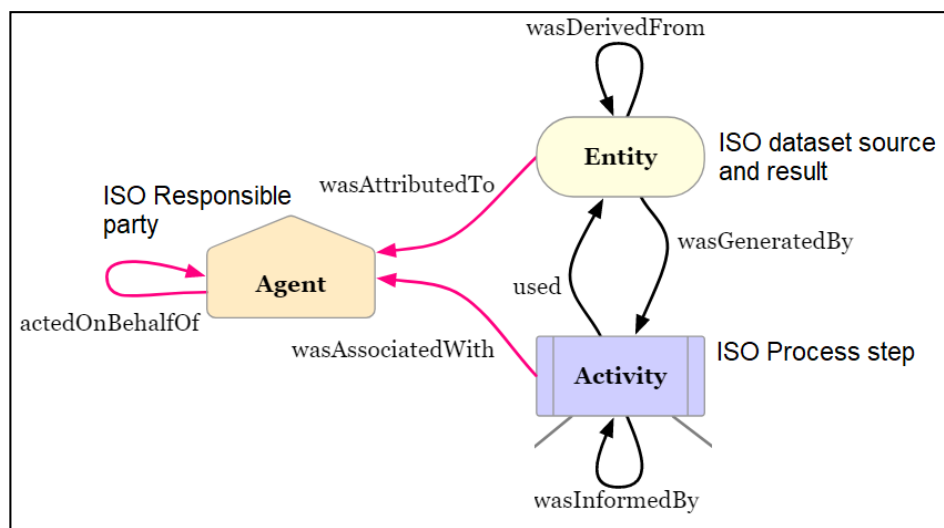 wasDerivedFrom
Entity
ISO dataset source
and result
wasAttributedTo
ISO Responsible
party
wasGeneratedBy
Agent
used
actedOnBehalfOf
wasAssociatedWith
Activity
ISO Process step
wasInformedBy